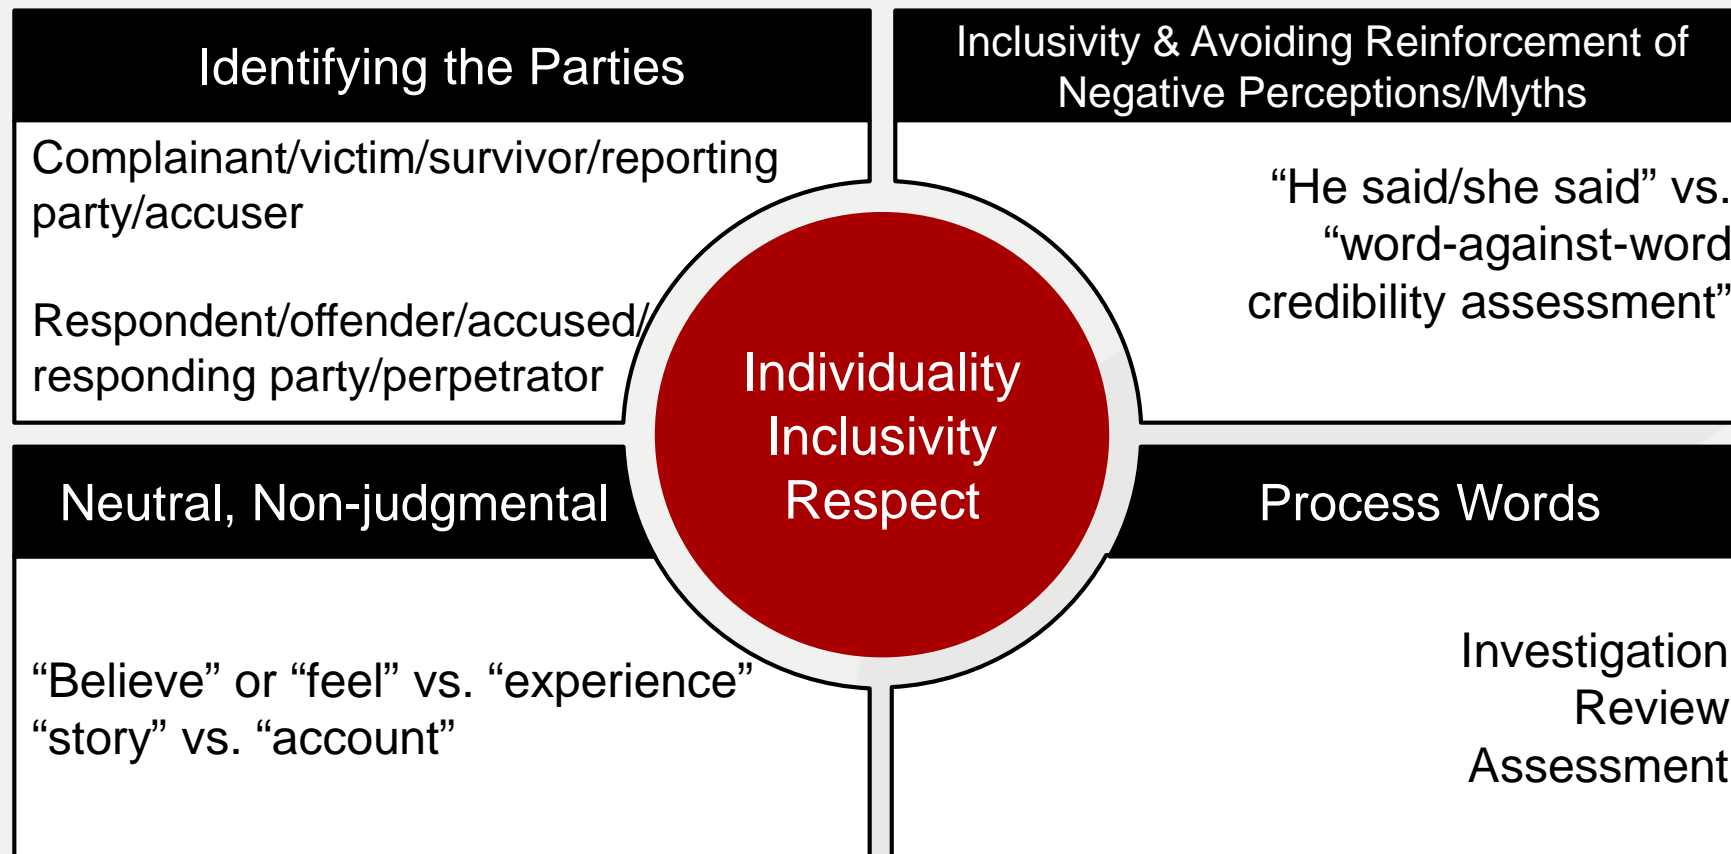 Identifying the Parties
Complainant/victim/survivor/reporting
party/accuser
Respondent/offender/accused/
responding party/perpetrator
Inclusivity & Avoiding Reinforcement of
Negative Perceptions/Myths
“He said/she said” vs.
“word-against-word
credibility assessment”
Individuality
Inclusivity
Respect
Neutral, Non-judgmental
“Believe” or “feel” vs. “experience”
“story” vs. “account”
Process Words
Investigation
Review
Assessment